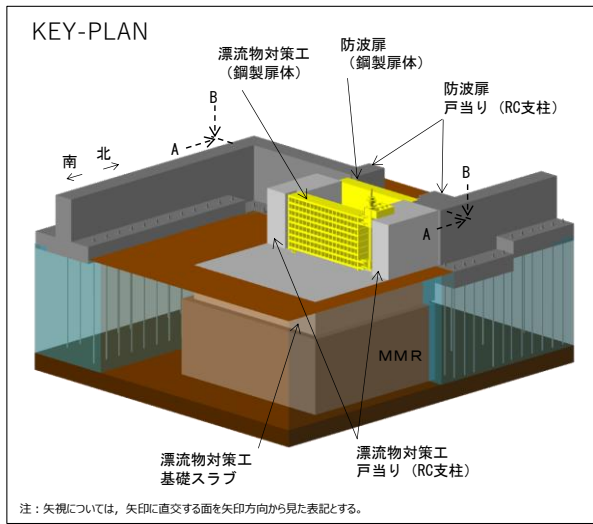 KEY-PLAN
防波扉
（鋼製扉体）
漂流物対策工
（鋼製扉体）
防波扉
戸当り（RC支柱）
B
A
南 北
B
A
MMR
漂流物対策工
基礎スラブ
漂流物対策工
戸当り（RC支柱）
注：矢視については，矢印に直交する面を矢印方向から見た表記とする。